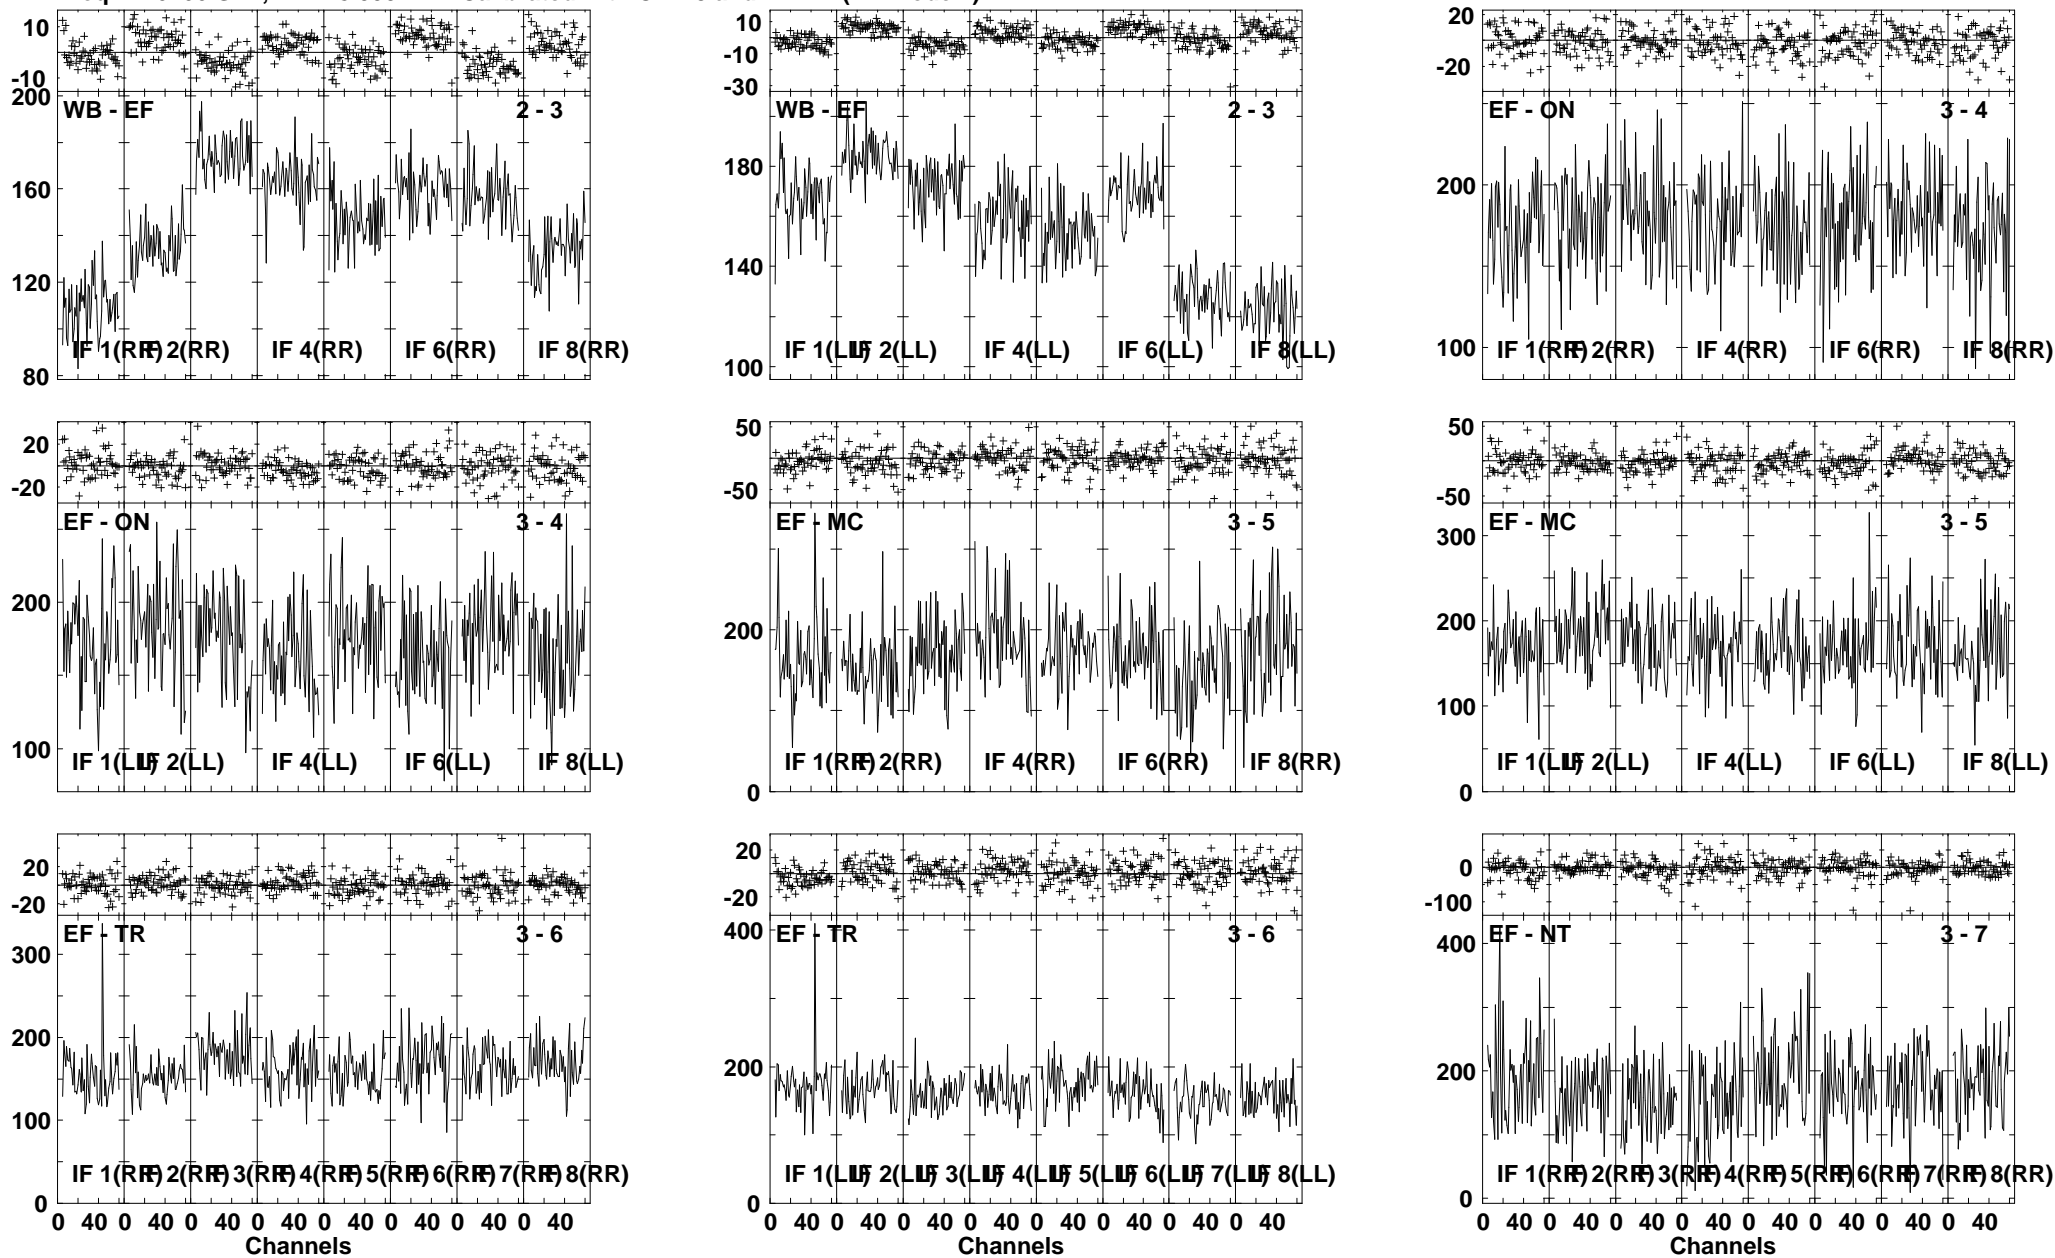 10
-10
200
WB - EF 2 - 3
160
120
IF 1(RR) IF 2(RR) IF 4(RR) IF 6(RR) IF 8(RR)
80
10
-10
-30
WB - EF 2 - 3
180
140
IF 1(LL) IF 2(LL) IF 4(LL) IF 6(LL) IF 8(LL)
100
20
-20
EF - ON 3 - 4
200
100 IF 1(RR) IF 2(RR) IF 4(RR) IF 6(RR) IF 8(RR)
20
-20
EF - ON 3 - 4
200
100
IF 1(LL) IF 2(LL) IF 4(LL) IF 6(LL) IF 8(LL)
50
-50
EF - MC 3 - 5
200
IF 1(RR) IF 2(RR) IF 4(RR) IF 6(RR) IF 8(RR)
0
50
-50
EF - MC 3 - 5
300
200
100
IF 1(LL) IF 2(LL) IF 4(LL) IF 6(LL) IF 8(LL)
0
20
-20
EF - TR 3 - 6
300
200
100
IF 1(RR) IF 2(RR) IF 3(RR) IF 4(RR) IF 5(RR) IF 6(RR) IF 7(RR) IF 8(RR)
0
0 40 0 40 0 40 0 40 0 40 0 40 0 40 0 40
Channels
20
-20
400
EF - TR 3 - 6
200
IF 1(LL) IF 2(LL) IF 3(LL) IF 4(LL) IF 5(LL) IF 6(LL) IF 7(LL) IF 8(LL)
0
0 40 0 40 0 40 0 40 0 40 0 40 0 40 0 40
Channels
0
-100
EF - NT 3 - 7
400
200
IF 1(RR) IF 2(RR) IF 3(RR) IF 4(RR) IF 5(RR) IF 6(RR) IF 7(RR) IF 8(RR)
0
0 40 0 40 0 40 0 40 0 40 0 40 0 40 0 40
Channels